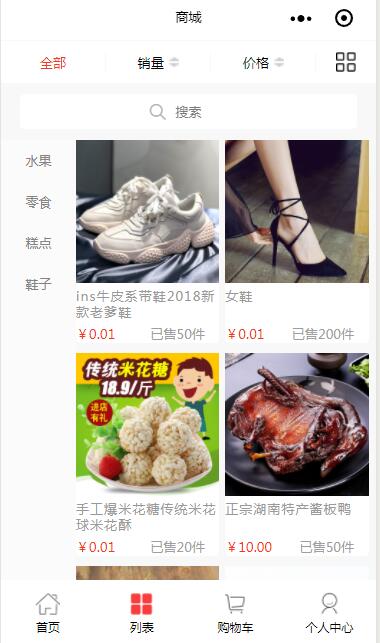 商城
全部 销量 价格
搜索
水果
零食
糕点
鞋子
ins牛皮系带鞋2018新
款老爹鞋
￥0.01 已售50件
女鞋
￥0.01 已售200件
传统米花糖
18.9/斤
进店
有礼
手工爆米花糖传统米花
球米花酥
￥0.01 已售20件
正宗湖南特产酱板鸭
￥10.00 已售50件
首页 列表 购物车 个人中心